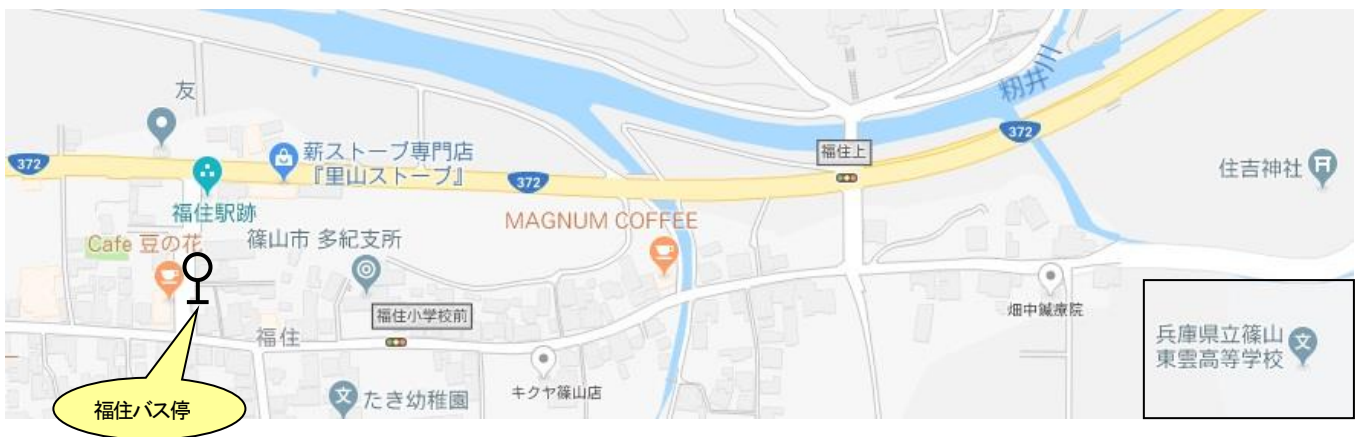 友
372
薪ストーブ専門店
『里山ストーブ』
372
福住上
372
籾井川
住吉神社
福住駅跡
Cafe 豆の花
篠山市 多紀支所
MAGNUM COFFEE
福住小学校前
福住
畑中鍼療院
兵庫県立篠山
東雲高等学校
文
キクヤ篠山店
文
たき幼稚園
福住バス停